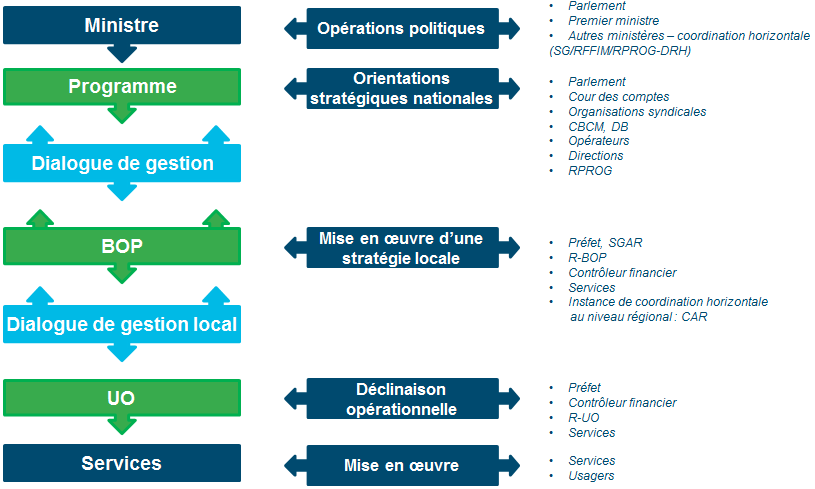 Ministre
Opérations politiques
• Parlement
• Premier ministre
• Autres ministères – coordination horizontale
(SG/RFFIM/RPROG-DRH)
Programme
Orientations
stratégiques nationales
• Parlement
• Cour des comptes
• Organisations syndicales
• CBCM, DB
• Opérateurs
• Directions
• RPROG
Dialogue de gestion
BOP
Mise en œuvre d’une
stratégie locale
• Préfet, SGAR
• R-BOP
• Contrôleur financier
• Services
• Instance de coordination horizontale
au niveau régional : CAR
Dialogue de gestion local
UO
Déclinaison
opérationnelle
• Préfet
• Contrôleur financier
• R-UO
• Services
Services
Mise en œuvre
• Services
• Usagers